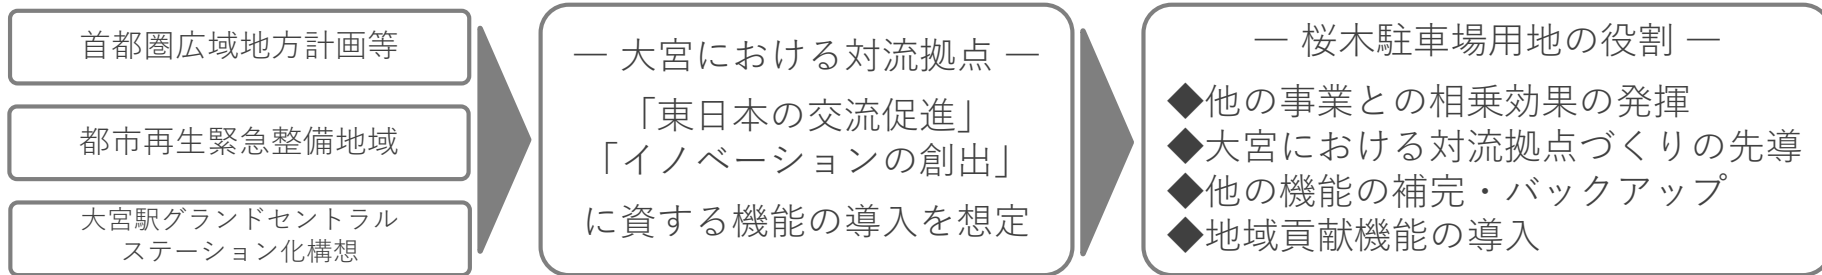 首都圏広域地方計画等
都市再生緊急整備地域
大宮駅グランドセントラル
ステーション化構想
― 大宮における対流拠点 ―
「東日本の交流促進」
「イノベーションの創出」
に資する機能の導入を想定
― 桜木駐車場用地の役割 ―
◆他の事業との相乗効果の発揮
◆大宮における対流拠点づくりの先導
◆他の機能の補完・バックアップ
◆地域貢献機能の導入